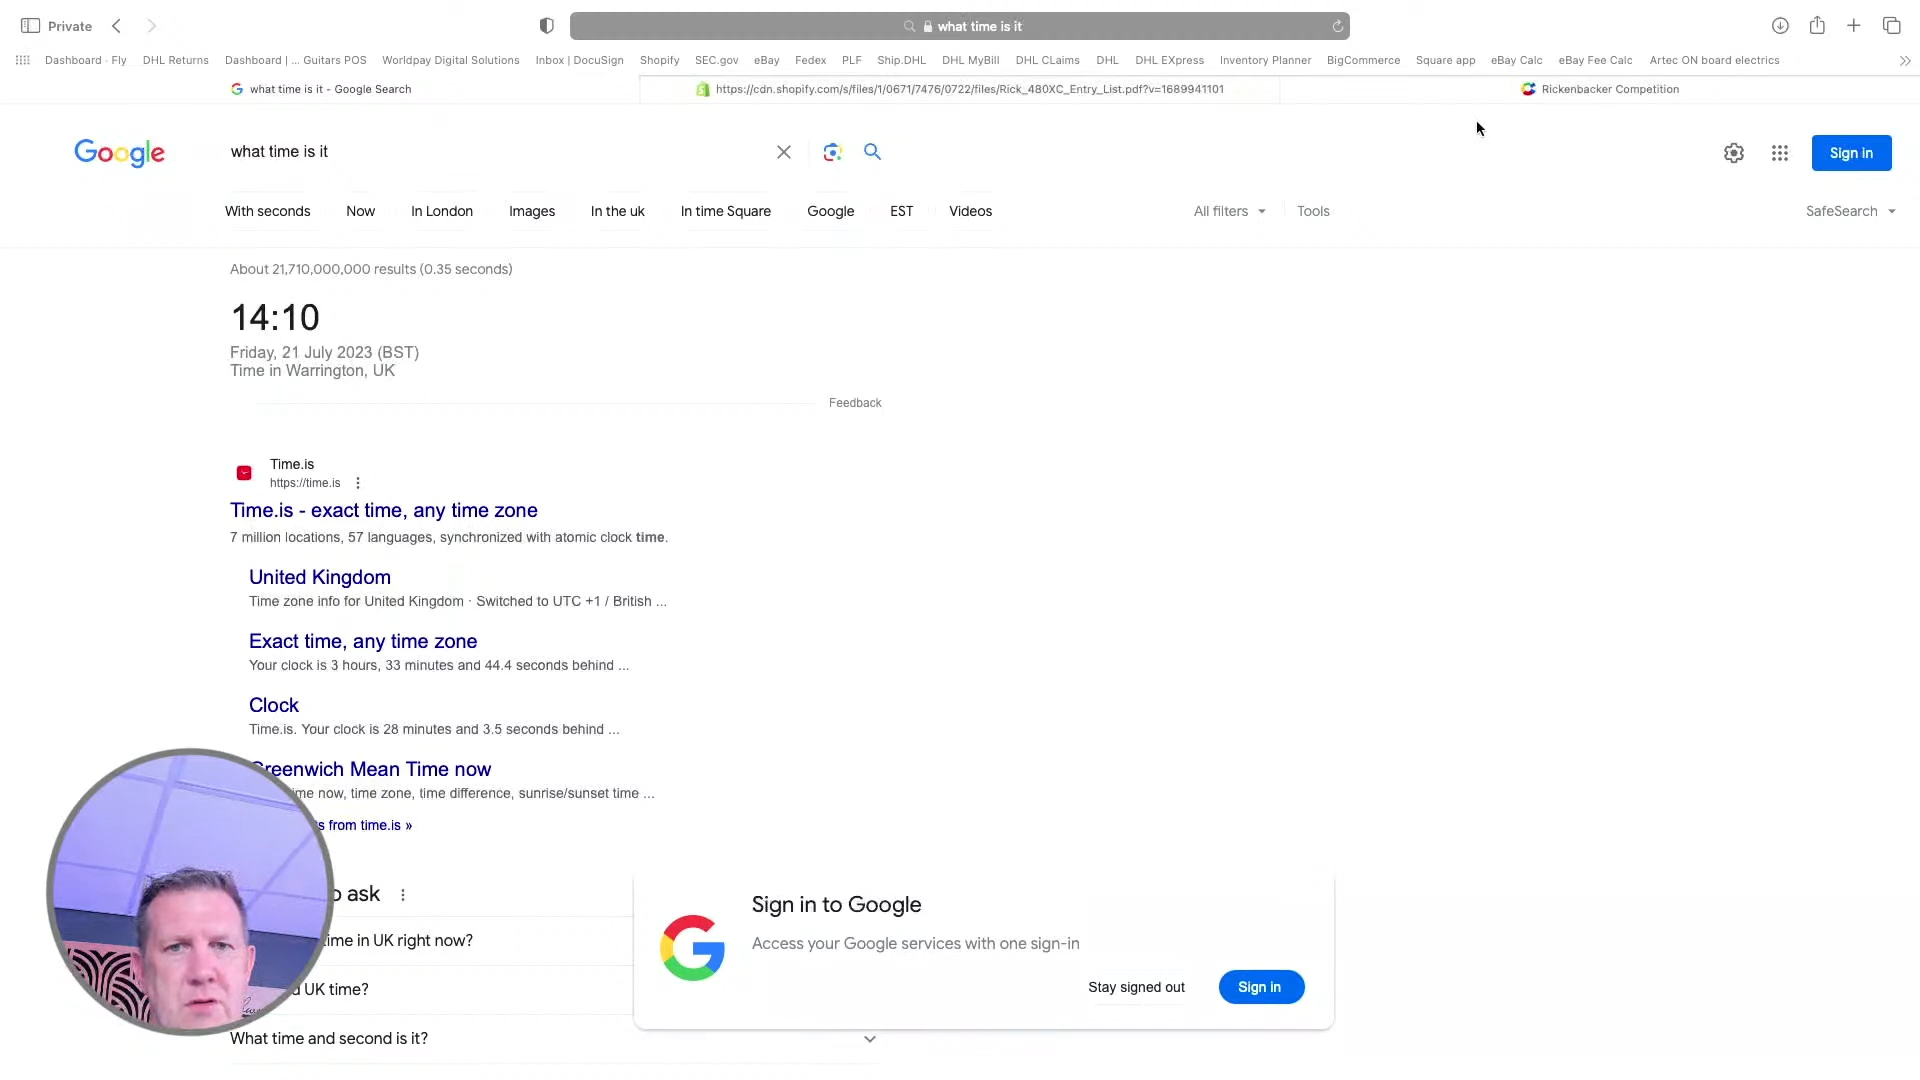 Private
what time is it
Dashboard · Fly
DHL Returns
Dashboard | ... Guitars POS
Worldpay Digital Solutions
Inbox | DocuSign
Shopify
SEC.gov
eBay
Fedex
PLF
Ship.DHL
DHL MyBill
DHL CLaims
DHL
DHL EXpress
Inventory Planner
BigCommerce
Square app
eBay Calc
eBay Fee Calc
Artec ON board electrics
what time is it - Google Search
https://cdn.shopify.com/s/files/1/0671/7476/0722/files/Rick_480XC_Entry_List.pdf?v=1689941101
Rickenbacker Competition
Google
what time is it
Sign in
With seconds
Now
In London
Images
In the uk
In time Square
Google
EST
Videos
All filters
Tools
SafeSearch
About 21,710,000,000 results (0.35 seconds)
14:10
Friday, 21 July 2023 (BST)
Time in Warrington, UK
Feedback
Time.is
https://time.is
Time.is - exact time, any time zone
7 million locations, 57 languages, synchronized with atomic clock time.
United Kingdom
Time zone info for United Kingdom · Switched to UTC +1 / British ...
Exact time, any time zone
Your clock is 3 hours, 33 minutes and 44.4 seconds behind ...
Clock
Time.is. Your clock is 28 minutes and 3.5 seconds behind ...
Greenwich Mean Time now
me now, time zone, time difference, sunrise/sunset time ...
s from time.is »
o ask
time in UK right now?
UK time?
What time and second is it?
Sign in to Google
Access your Google services with one sign-in
Stay signed out
Sign in